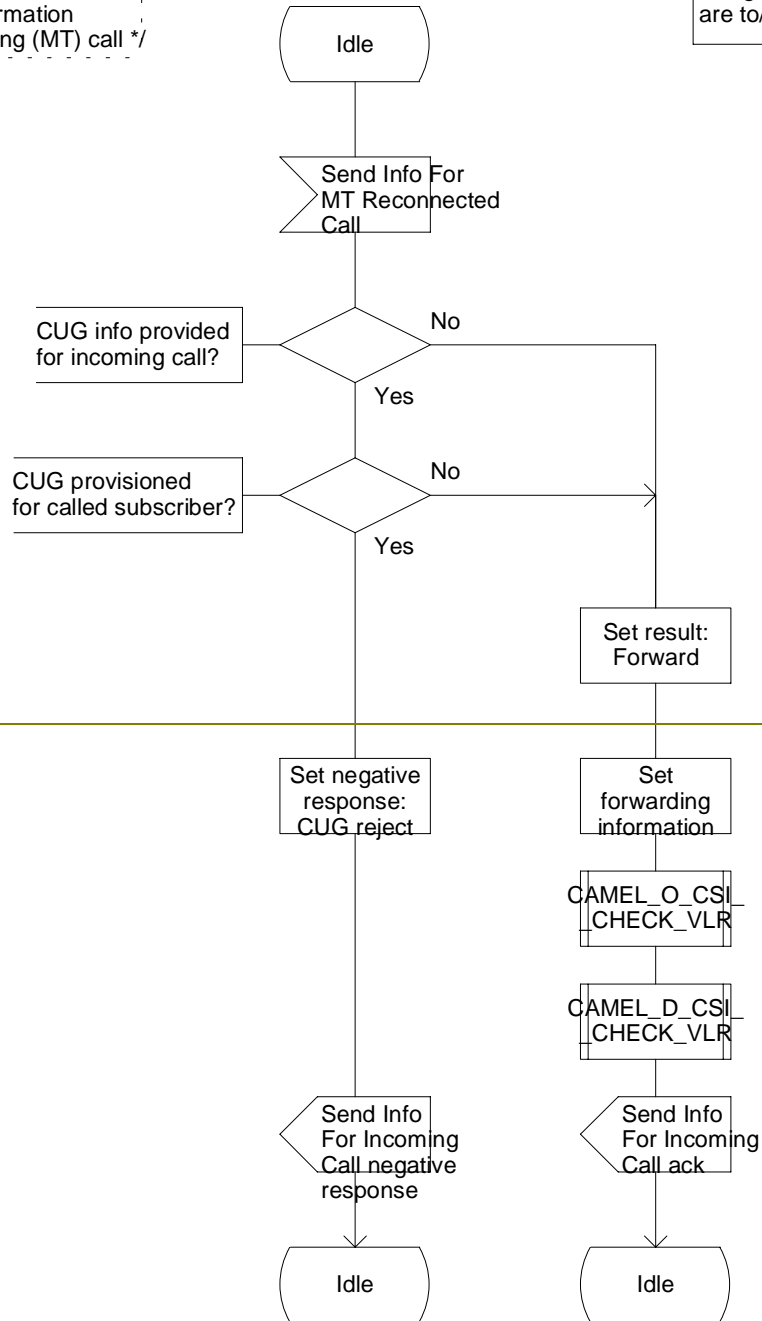 rmation
ng (MT) call */
are to/
Idle
Send Info For
MT Reconnected
Call
CUG info provided
for incoming call?
No
Yes
CUG provisioned
for called subscriber?
No
Yes
Set result:
Forward
Set negative
response:
CUG reject
Set
forwarding
information
CAMEL_O_CSI_
_CHECK_VLR
CAMEL_D_CSI_
_CHECK_VLR
Send Info
For Incoming
Call negative
response
Send Info
For Incoming
Call ack
Idle
Idle